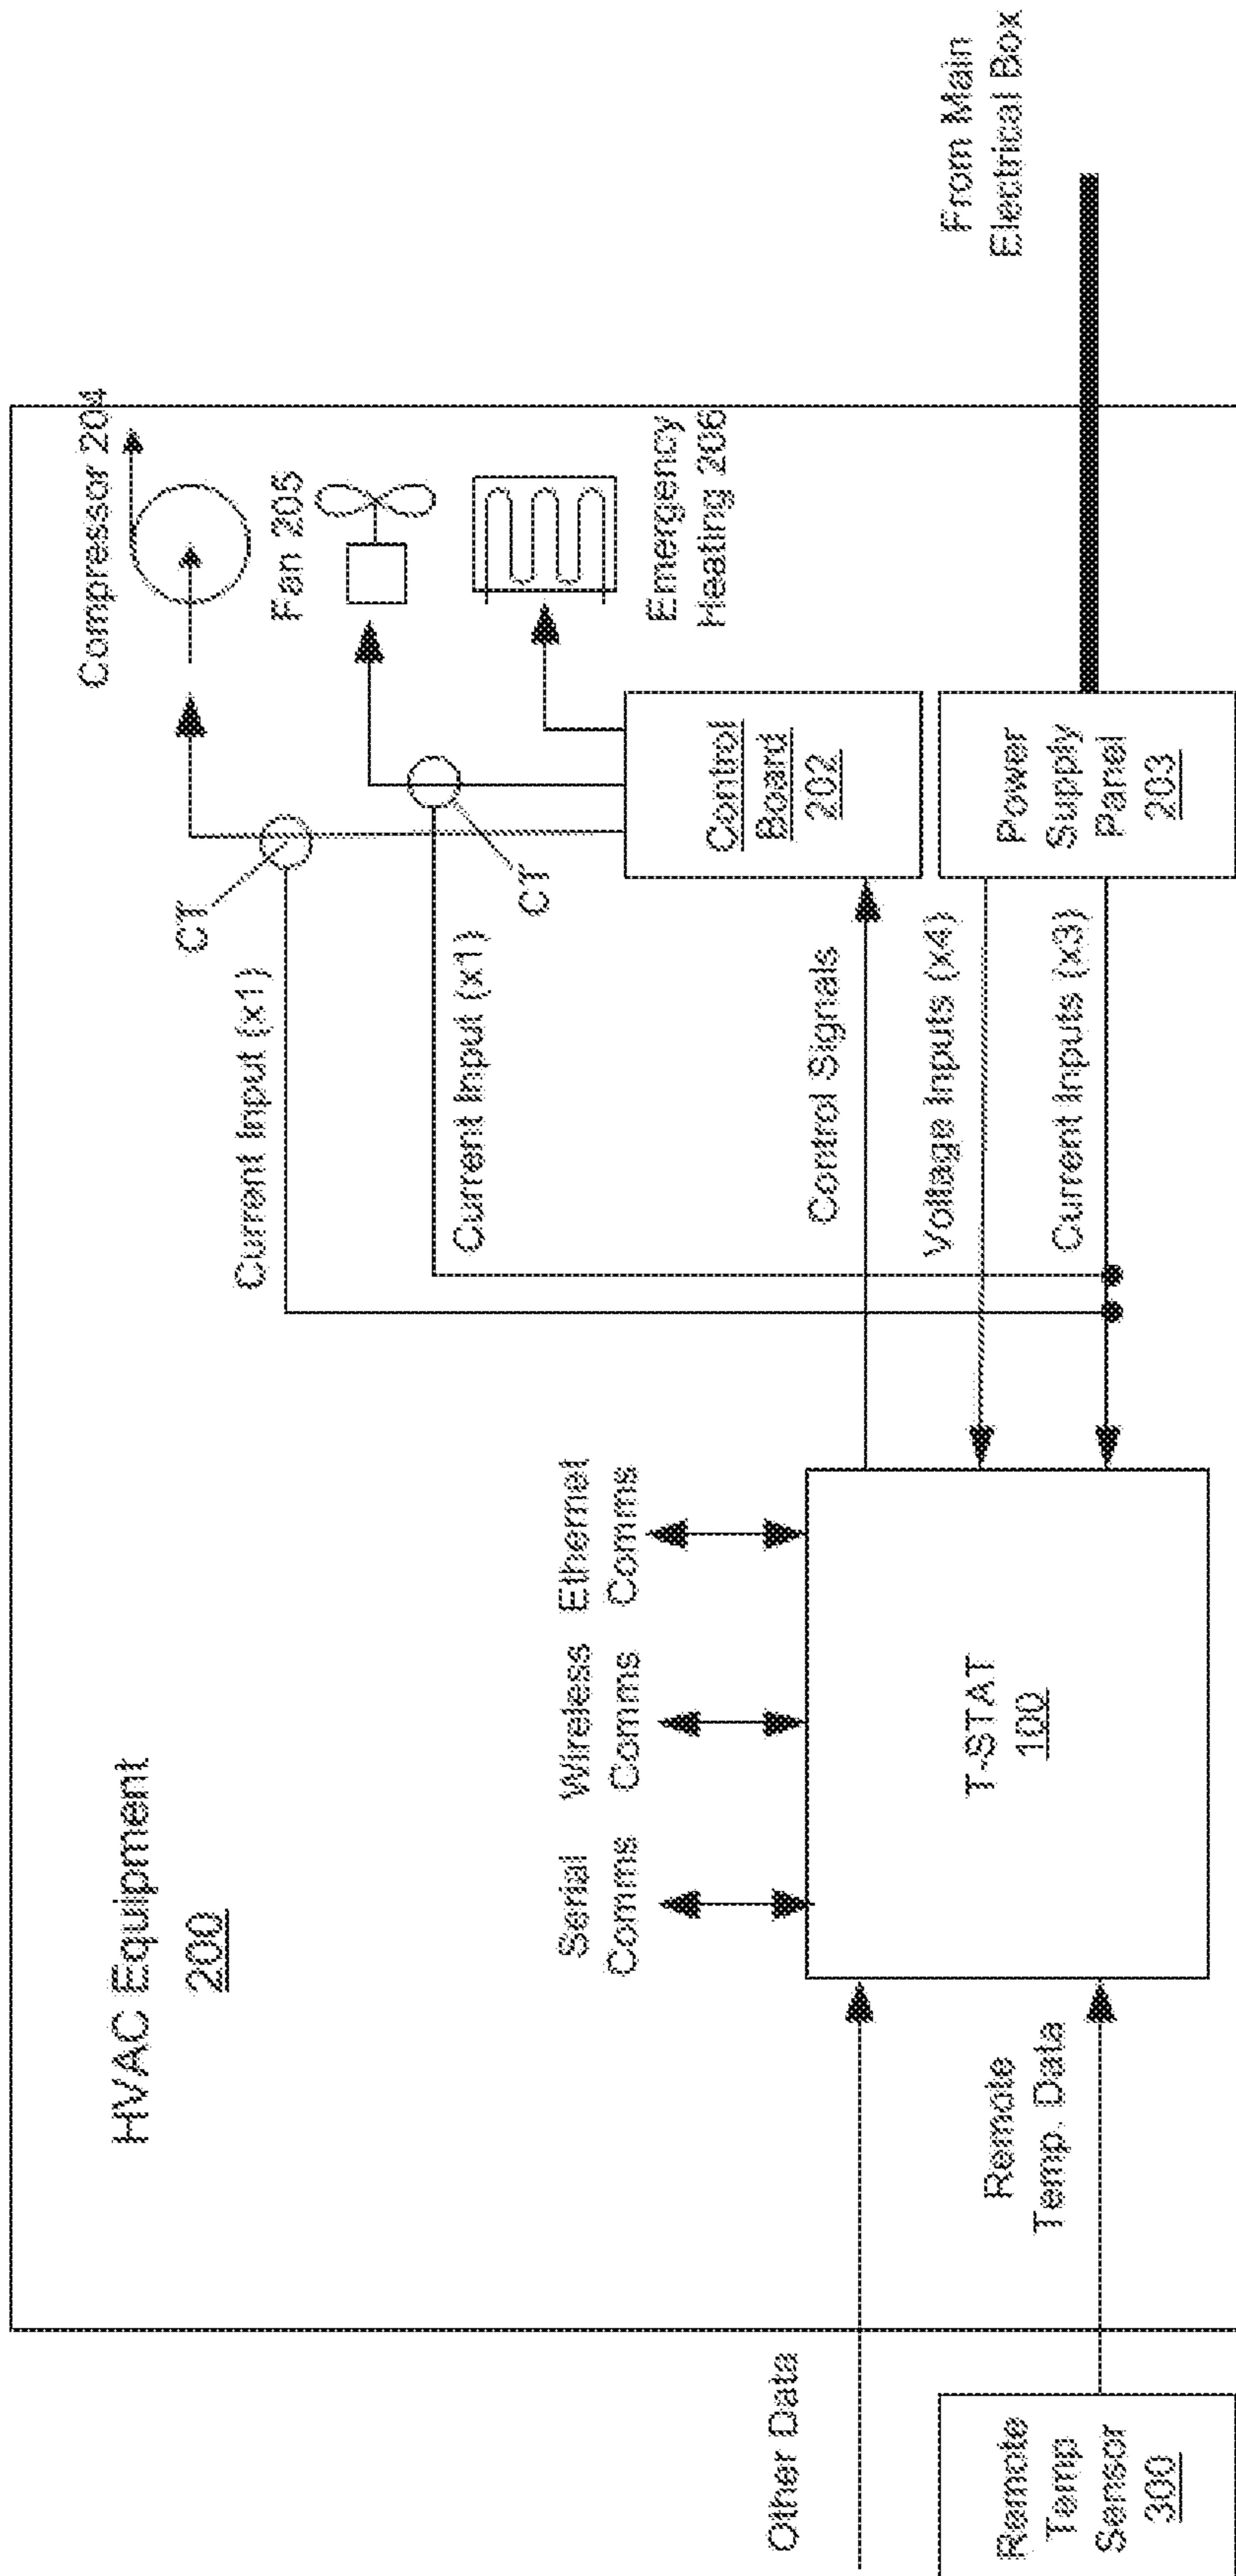 HVAC Equipment
200
Compressor 204
Fan 205
Emergency
Heating 206
CT
Current Input (x1)
CT
Current Input (x1)
Serial
Comms
Wireless
Comms
Ethernet
Comms
Control
Board
202
Control Signals
Voltage Inputs (x4)
Current Inputs (x3)
Power
Supply
Panel
203
From Main
Electrical Box
T-STAT
100
Other Data
Remote
Temp. Data
Remote
Temp
Sensor
300